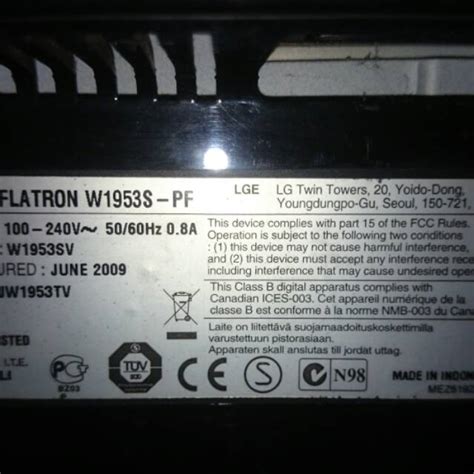 FLATRON W1953S-PF
100-240V~ 50/60Hz 0.8A
: W1953SV
URED : JUNE 2009
W1953TV
LGE LG Twin Towers, 20, Yoido-Dong,
Youngdungpo-Gu, Seoul, 150-721,
This device complies with part 15 of the FCC Rules.
Operation is subject to the following two conditions
: (1) this device may not cause harmful interference,
and (2) this device must accept any interference rece
including interference that may cause undesired oper
This Class B digital apparatus complies with
Canadian ICES-003. Cet appareil numérique de la
classe B est conforme à la norme NMB-003 du Cana
Laite on liitettävä suojamaadoituskoskettimilla
varustettuun pistorasiaan.
Apparaten skall anslutas till jordat uttag.
STED
I.T.E.
LI
TÜV
N98
MADE IN INDON